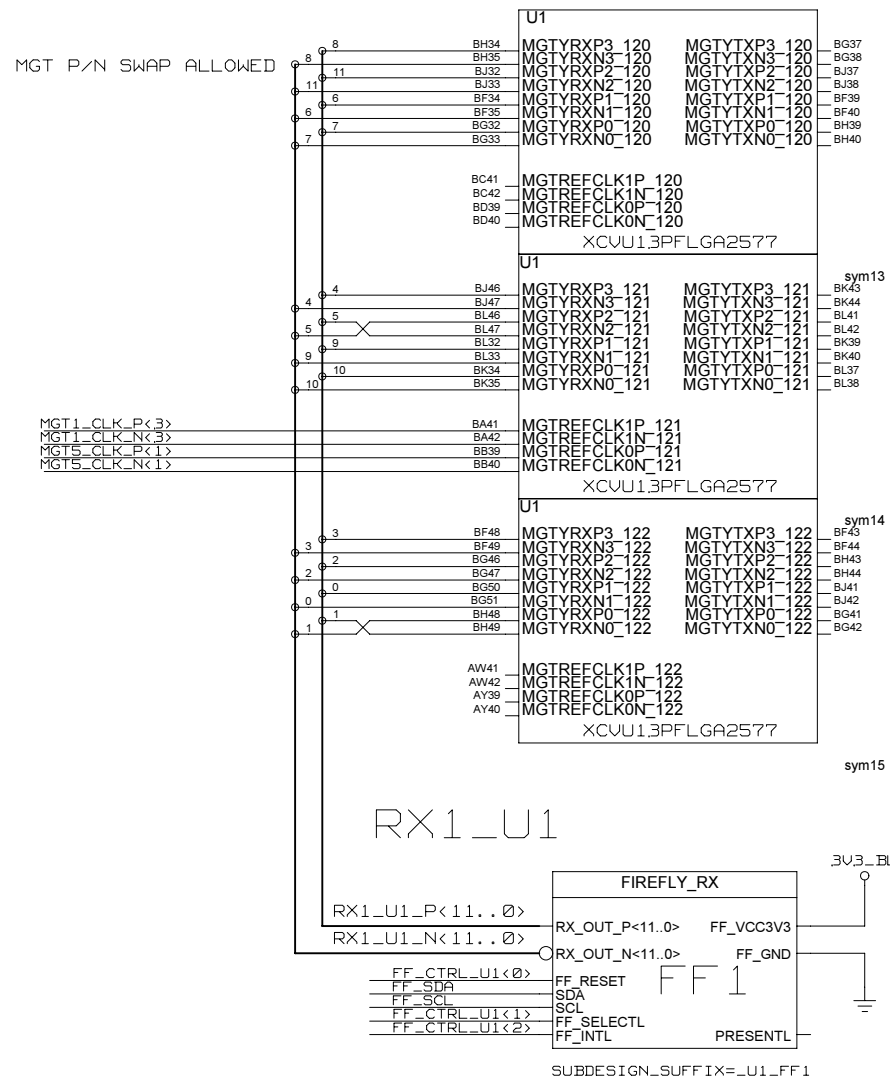 U1
MGT P/N SWAP ALLOWED
8 BH34 MGTYRXP3_120 MGTYTXP3_120 BG37
8 BH35 MGTYRXN3_120 MGTYTXN3_120 BG38
11 BJ32 MGTYRXP2_120 MGTYTXP2_120 BJ37
11 BJ33 MGTYRXN2_120 MGTYTXN2_120 BJ38
6 BF34 MGTYRXP1_120 MGTYTXP1_120 BF39
6 BF35 MGTYRXN1_120 MGTYTXN1_120 BF40
7 BG32 MGTYRXP0_120 MGTYTXP0_120 BH39
7 BG33 MGTYRXN0_120 MGTYTXN0_120 BH40
BC41 MGTREFCLK1P_120
BC42 MGTREFCLK1N_120
BD39 MGTREFCLK0P_120
BD40 MGTREFCLK0N_120
XCVU13PFLGA2577
U1
sym13
4 BJ46 MGTYRXP3_121 MGTYTXP3_121 BK43
4 BJ47 MGTYRXN3_121 MGTYTXN3_121 BK44
5 BL46 MGTYRXP2_121 MGTYTXP2_121 BL41
5 BL47 MGTYRXN2_121 MGTYTXN2_121 BL42
9 BL32 MGTYRXP1_121 MGTYTXP1_121 BK39
9 BL33 MGTYRXN1_121 MGTYTXN1_121 BK40
10 BK34 MGTYRXP0_121 MGTYTXP0_121 BL37
10 BK35 MGTYRXN0_121 MGTYTXN0_121 BL38
MGT1_CLK_P<3> BA41 MGTREFCLK1P_121
MGT1_CLK_N<3> BA42 MGTREFCLK1N_121
MGT5_CLK_P<1> BB39 MGTREFCLK0P_121
MGT5_CLK_N<1> BB40 MGTREFCLK0N_121
XCVU13PFLGA2577
U1
sym14
3 BF48 MGTYRXP3_122 MGTYTXP3_122 BF43
3 BF49 MGTYRXN3_122 MGTYTXN3_122 BF44
2 BG46 MGTYRXP2_122 MGTYTXP2_122 BH43
2 BG47 MGTYRXN2_122 MGTYTXN2_122 BH44
0 BG50 MGTYRXP1_122 MGTYTXP1_122 BJ41
0 BG51 MGTYRXN1_122 MGTYTXN1_122 BJ42
1 BH48 MGTYRXP0_122 MGTYTXP0_122 BG41
1 BH49 MGTYRXN0_122 MGTYTXN0_122 BG42
AW41 MGTREFCLK1P_122
AW42 MGTREFCLK1N_122
AY39 MGTREFCLK0P_122
AY40 MGTREFCLK0N_122
XCVU13PFLGA2577
sym15
RX1_U1
3V3_BL
FIREFLY_RX
RX1_U1_P<11..0> RX_OUT_P<11..0> FF_VCC3V3
RX1_U1_N<11..0> RX_OUT_N<11..0> FF_GND
FF1
FF_CTRL_U1<0> FF_RESET
FF_SDA SDA
FF_SCL SCL
FF_CTRL_U1<1> FF_SELECTL
FF_CTRL_U1<2> FF_INTL PRESENTL
SUBDESIGN_SUFFIX=_U1_FF1